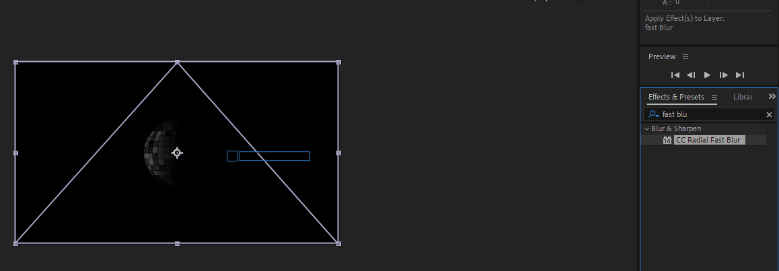 A : 0
Apply Effect(s) to Layer:
fast Blur
Preview
Effects & Presets
Librar
fast blu
Blur & Sharpen
16 CC Radial Fast Blur